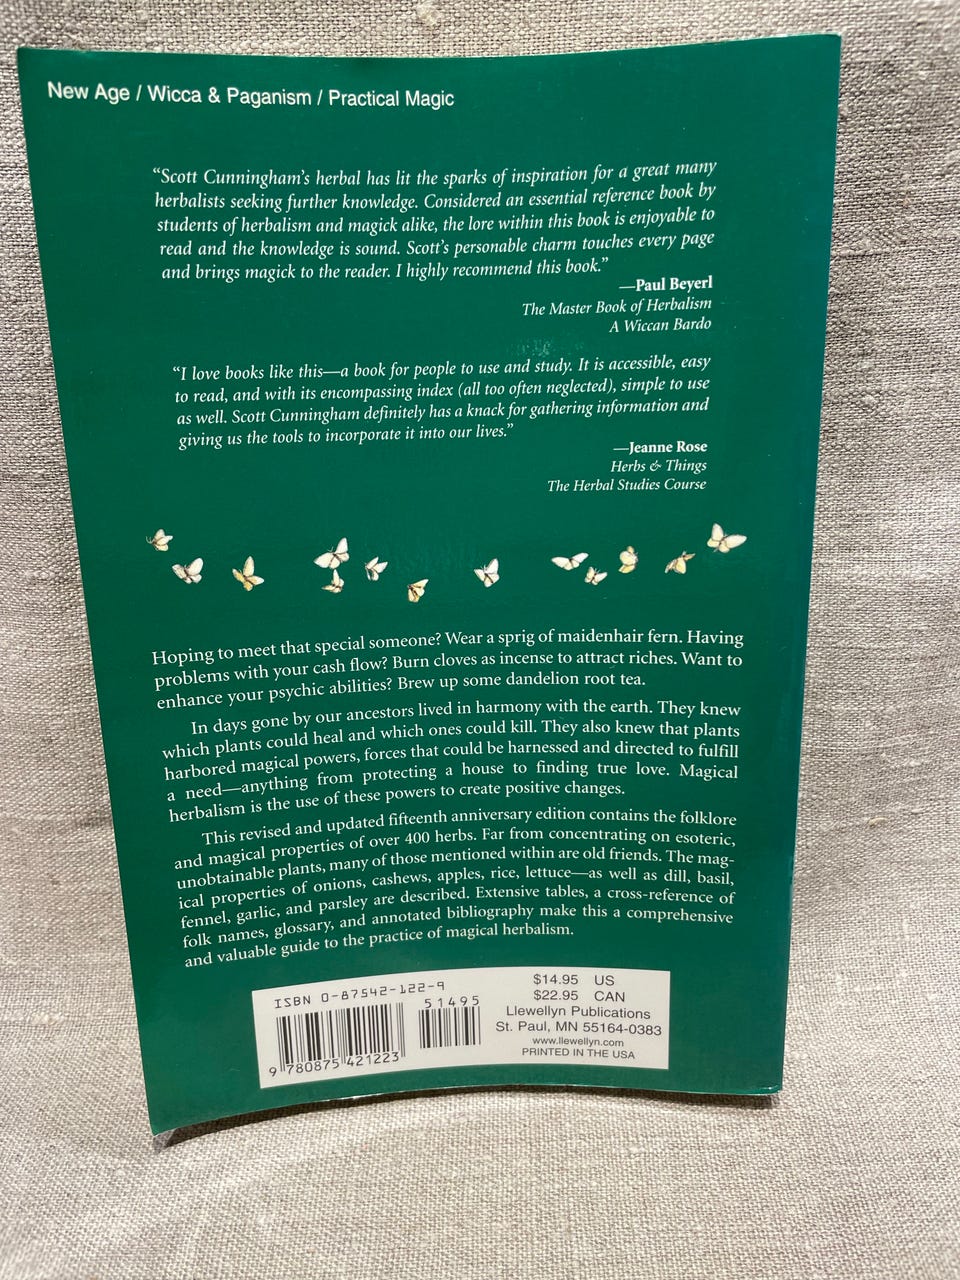 New Age / Wicca & Paganism / Practical Magic
“Scott Cunningham’s herbal has lit the sparks of inspiration for a great many
herbalists seeking further knowledge. Considered an essential reference book by
students of herbalism and magick alike, the lore within this book is enjoyable to
read and the knowledge is sound. Scott’s personable charm touches every page
and brings magick to the reader. I highly recommend this book.”
—Paul Beyerl
The Master Book of Herbalism
A Wiccan Bardo
“I love books like this—a book for people to use and study. It is accessible, easy
to read, and with its encompassing index (all too often neglected), simple to use
as well. Scott Cunningham definitely has a knack for gathering information and
giving us the tools to incorporate it into our lives.”
—Jeanne Rose
Herbs & Things
The Herbal Studies Course
Hoping to meet that special someone? Wear a sprig of maidenhair fern. Having
problems with your cash flow? Burn cloves as incense to attract riches. Want to
enhance your psychic abilities? Brew up some dandelion root tea.
In days gone by our ancestors lived in harmony with the earth. They knew
which plants could heal and which ones could kill. They also knew that plants
harbored magical powers, forces that could be harnessed and directed to fulfill
a need—anything from protecting a house to finding true love. Magical
herbalism is the use of these powers to create positive changes.
This revised and updated fifteenth anniversary edition contains the folklore
and magical properties of over 400 herbs. Far from concentrating on esoteric,
unobtainable plants, many of those mentioned within are old friends. The mag-
ical properties of onions, cashews, apples, rice, lettuce—as well as dill, basil,
fennel, garlic, and parsley are described. Extensive tables, a cross-reference of
folk names, glossary, and annotated bibliography make this a comprehensive
and valuable guide to the practice of magical herbalism.
ISBN 0-87542-122-9
51495
9 780875 421223
$14.95 US
$22.95 CAN
Llewellyn Publications
St. Paul, MN 55164-0383
www.llewellyn.com
PRINTED IN THE USA